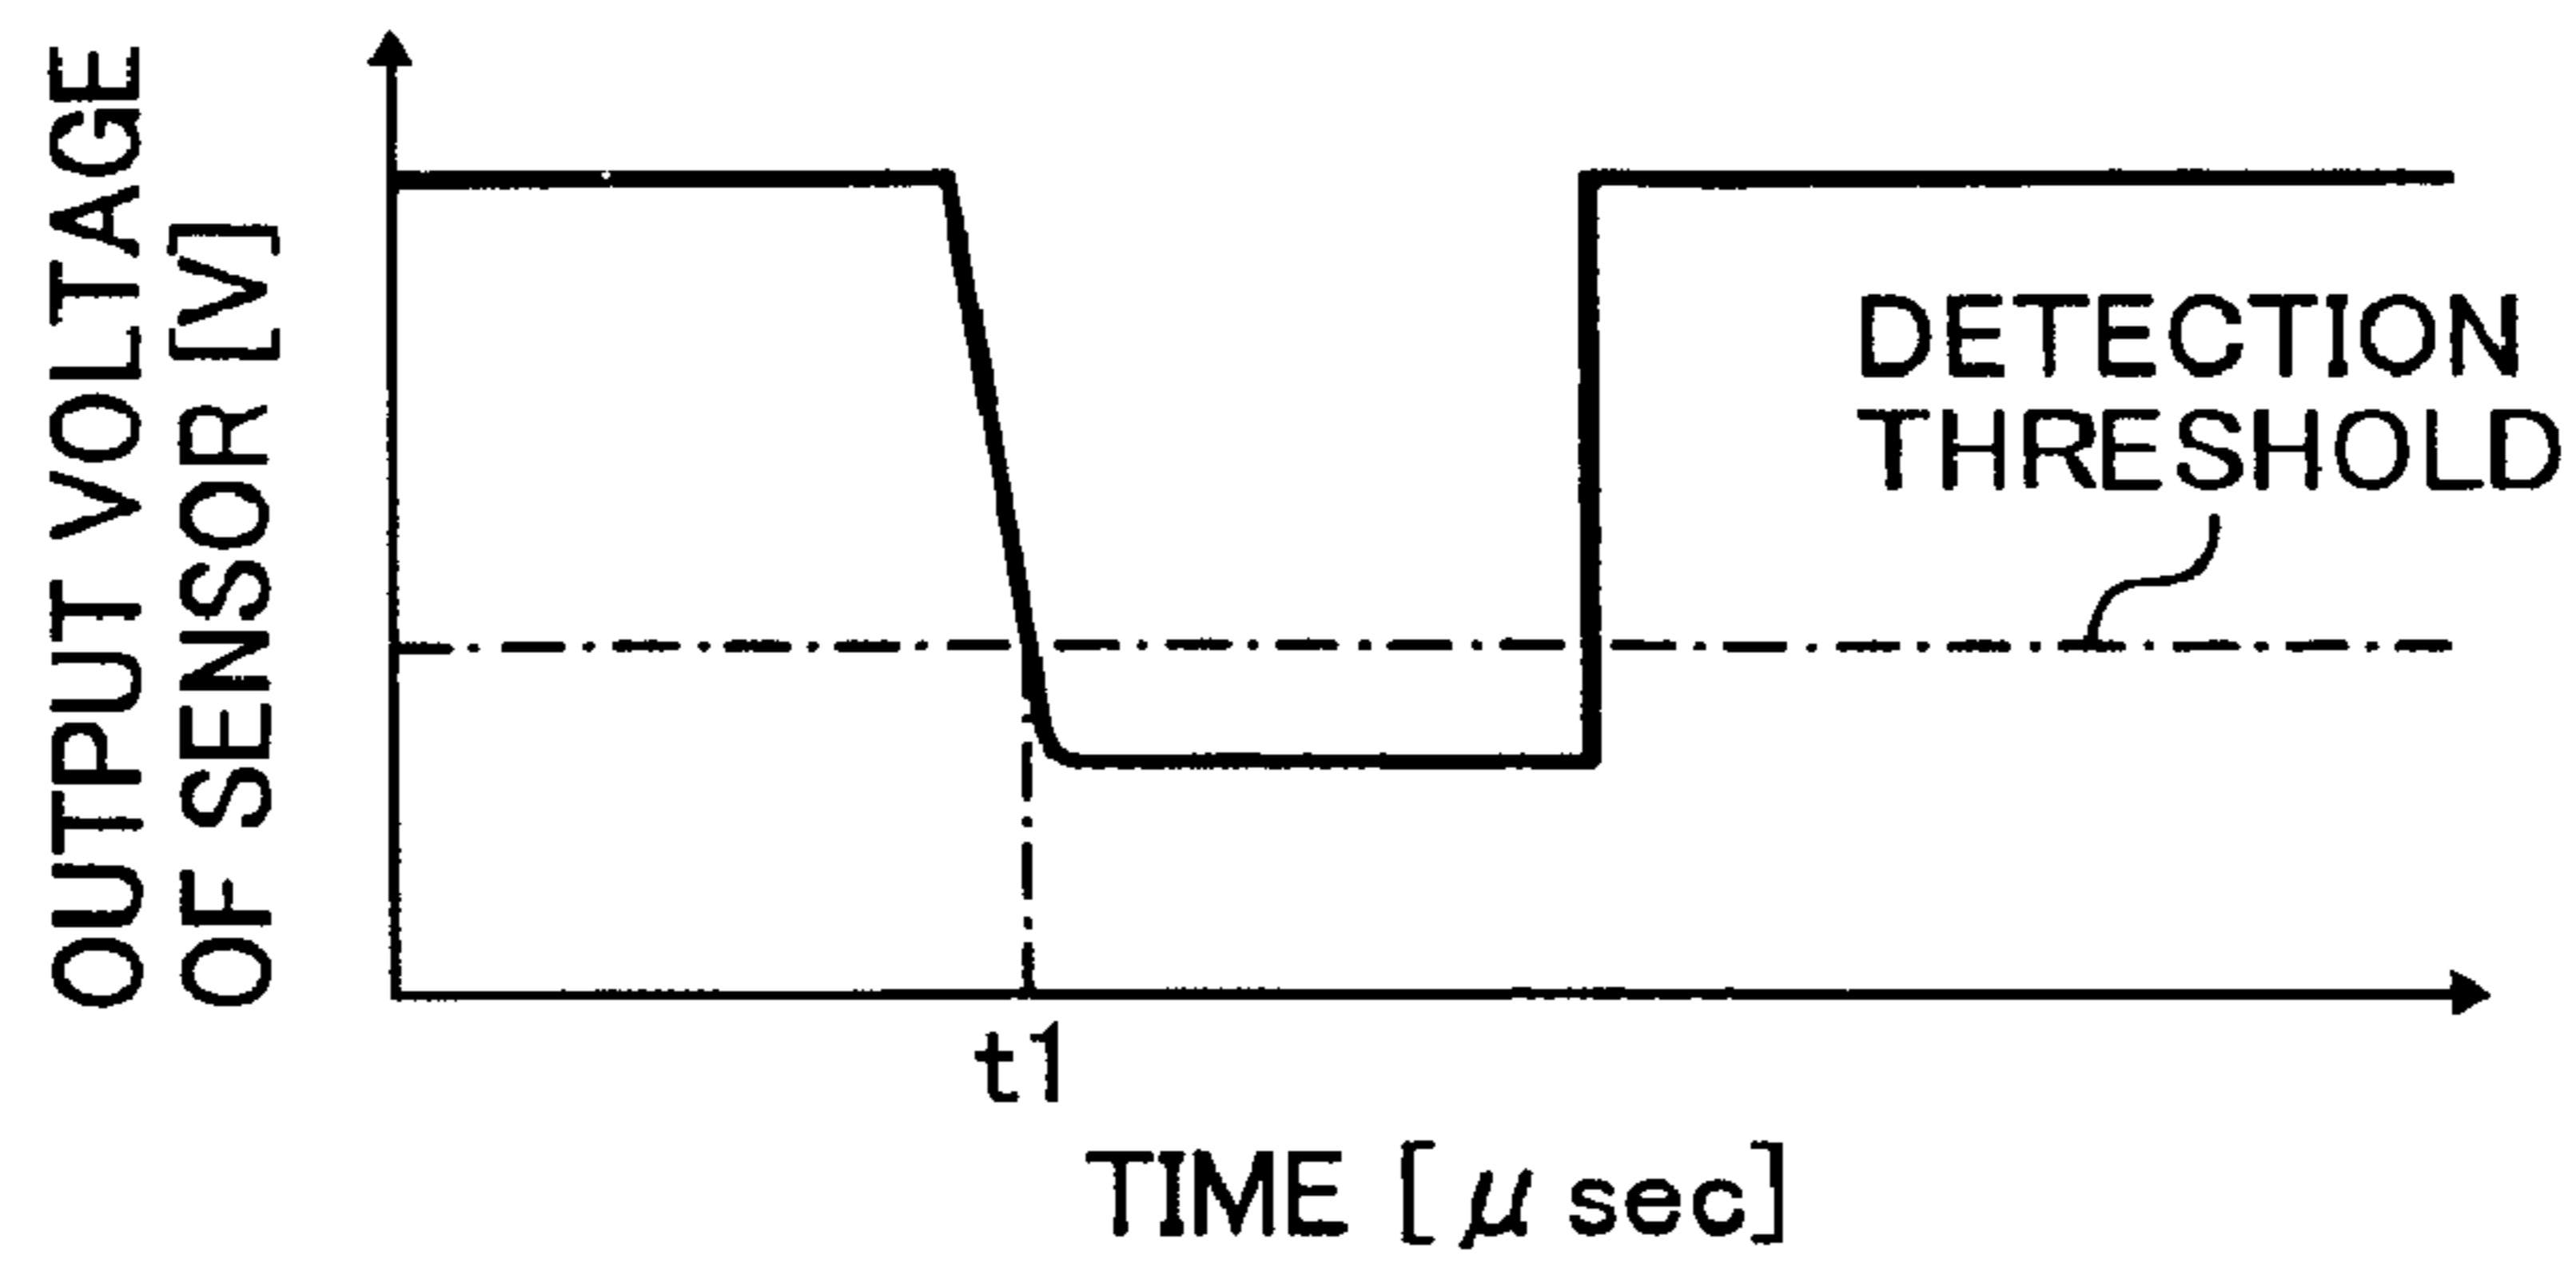 OUTPUT VOLTAGE
OF SENSOR [V]
DETECTION
THRESHOLD
t1
TIME [μsec]